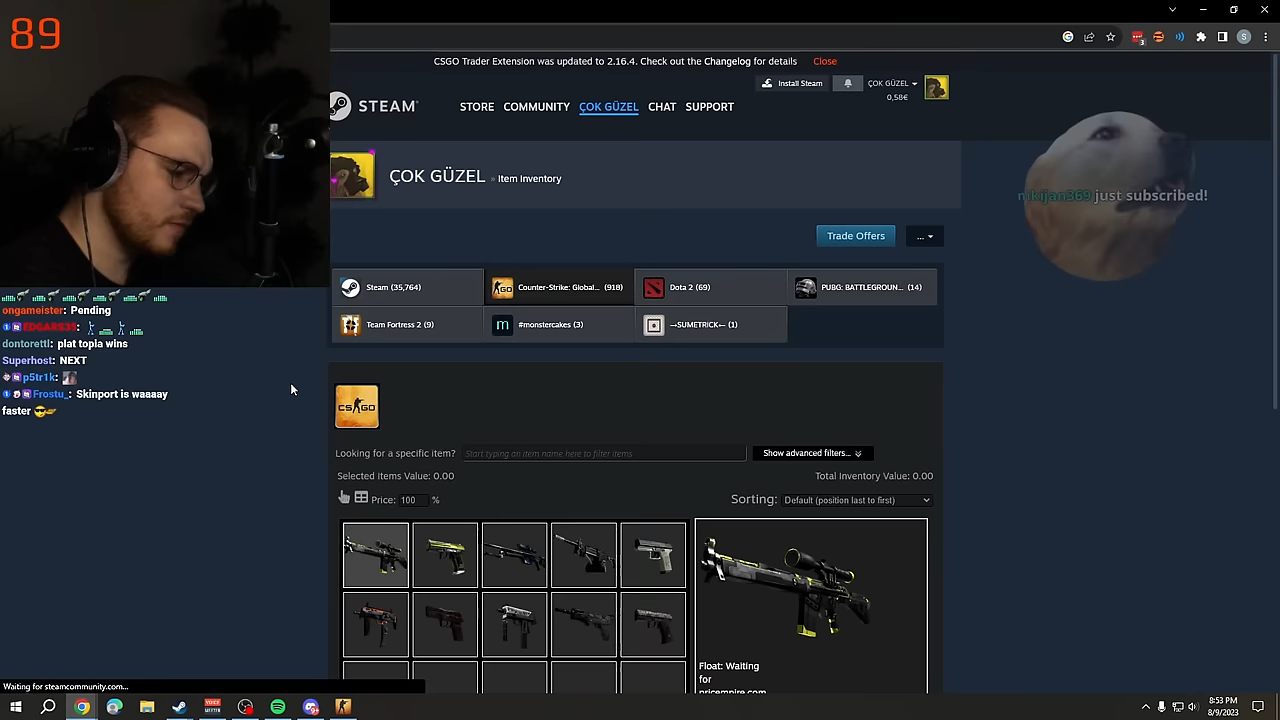 89
CSGO Trader Extension was updated to 2.16.4. Check out the Changelog for details Close
Install Steam
ÇOK GÜZEL
0,58€
STEAM
STORE COMMUNITY ÇOK GÜZEL CHAT SUPPORT
ÇOK GÜZEL » Item Inventory
nikijan369 just subscribed!
Trade Offers
...
Steam (35,764)
Counter-Strike: Global... (918)
Dota 2 (69)
PUBG: BATTLEGROUN... (14)
Team Fortress 2 (9)
#monstercakes (3)
-=SUMETRICK=- (1)
ongameister: Pending
EDGARS35:
dontorettl: plat topla wins
Superhost: NEXT
p5tr1k:
Frostu_: Skinport is waaaay
faster
CS GO
Looking for a specific item? Start typing an item name here to filter items Show advanced filters...
Selected Items Value: 0.00 Total Inventory Value: 0.00
Price: 100 % Sorting: Default (position last to first)
Float: Waiting
for
pricempire.com
Waiting for steamcommunity.com...
8:53 PM
8/9/2023